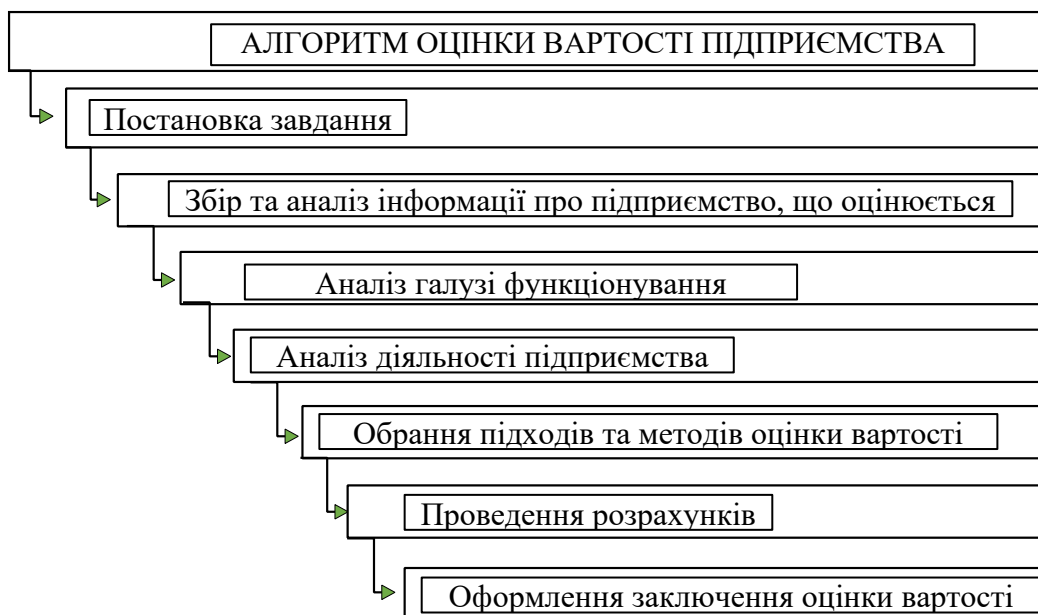 АЛГОРИТМ ОЦІНКИ ВАРТОСТІ ПІДПРИЄМСТВА
Постановка завдання
Збір та аналіз інформації про підприємство, що оцінюється
Аналіз галузі функціонування
Аналіз діяльності підприємства
Обрання підходів та методів оцінки вартості
Проведення розрахунків
Оформлення заключення оцінки вартості